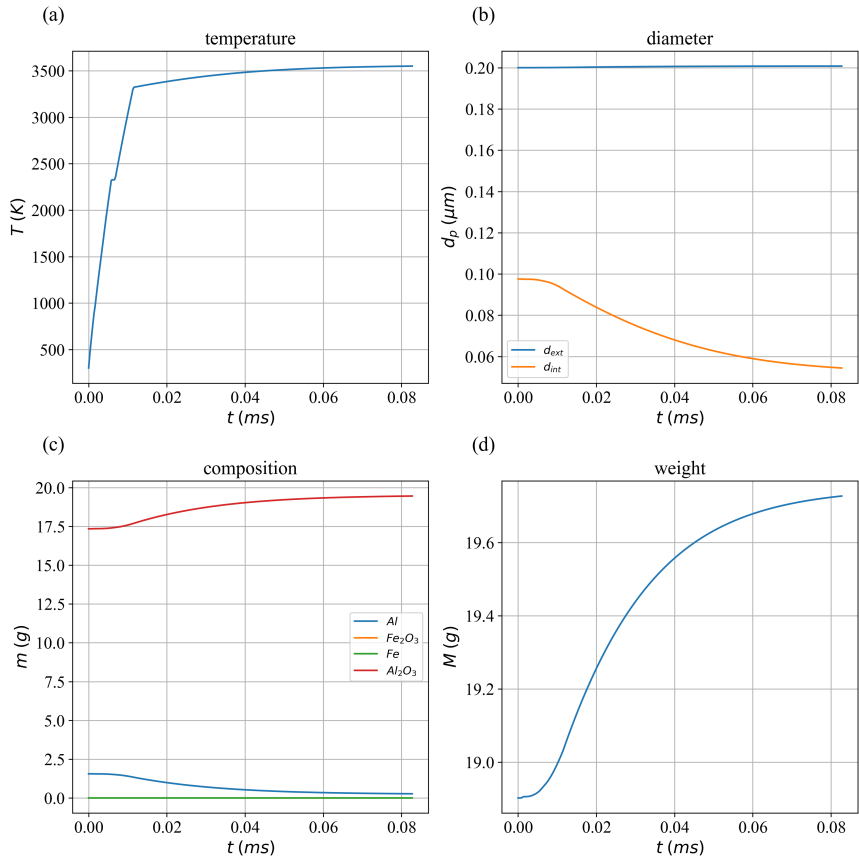 (a)
temperature
3500
3000
2500
2000
1500
1000
500
T (K)
0.00 0.02 0.04 0.06 0.08
t (ms)
(b)
diameter
0.20
0.18
0.16
0.14
0.12
0.10
0.08
0.06
d_p (μm)
d_ext
d_int
0.00 0.02 0.04 0.06 0.08
t (ms)
(c)
composition
20.0
17.5
15.0
12.5
10.0
7.5
5.0
2.5
0.0
m (g)
Al
Fe₂O₃
Fe
Al₂O₃
0.00 0.02 0.04 0.06 0.08
t (ms)
(d)
weight
19.6
19.4
19.2
19.0
M (g)
0.00 0.02 0.04 0.06 0.08
t (ms)